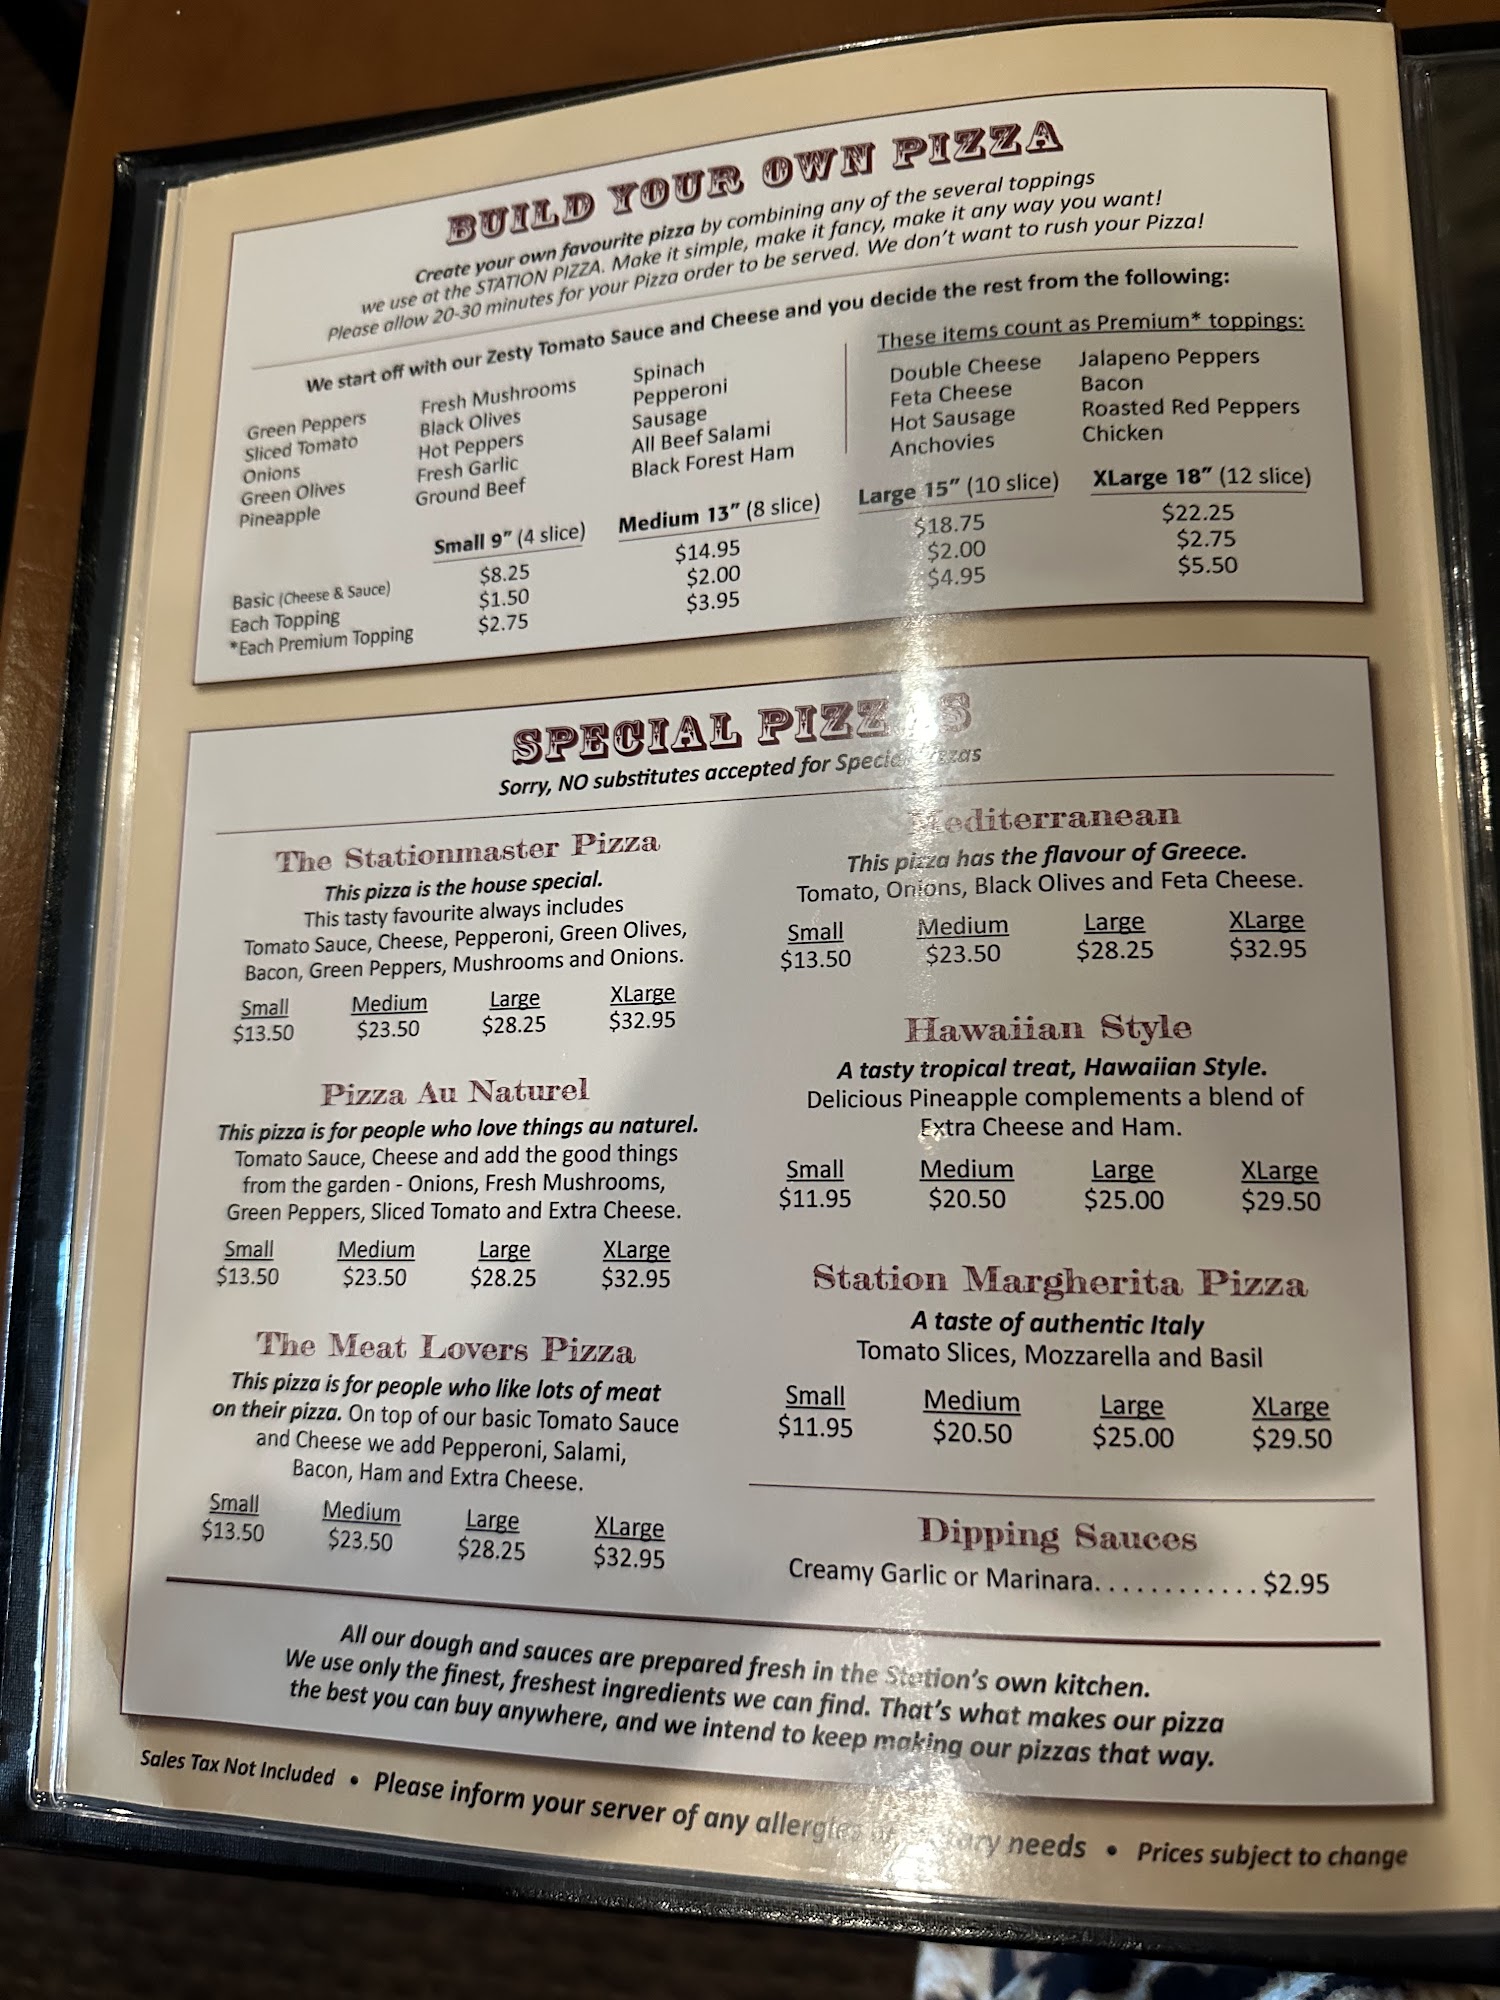 BUILD YOUR OWN PIZZA
Create your own favourite pizza by combining any of the several toppings
we use at the STATION PIZZA. Make it simple, make it fancy, make it any way you want!
Please allow 20-30 minutes for your Pizza order to be served. We don't want to rush your Pizza!
We start off with our Zesty Tomato Sauce and Cheese and you decide the rest from the following:
Green Peppers
Sliced Tomato
Onions
Green Olives
Pineapple
Fresh Mushrooms
Black Olives
Hot Peppers
Fresh Garlic
Ground Beef
Spinach
Pepperoni
Sausage
All Beef Salami
Black Forest Ham
These items count as Premium* toppings:
Double Cheese
Feta Cheese
Hot Sausage
Anchovies
Jalapeno Peppers
Bacon
Roasted Red Peppers
Chicken
Small 9" (4 slice) Medium 13" (8 slice) Large 15" (10 slice) XLarge 18" (12 slice)
Basic (Cheese & Sauce) $8.25 $14.95 $18.75 $22.25
Each Topping $1.50 $2.00 $2.00 $2.75
*Each Premium Topping $2.75 $3.95 $4.95 $5.50
SPECIAL PIZZAS
Sorry, NO substitutes accepted for Special Pizzas
The Stationmaster Pizza
This pizza is the house special.
This tasty favourite always includes
Tomato Sauce, Cheese, Pepperoni, Green Olives,
Bacon, Green Peppers, Mushrooms and Onions.
Small Medium Large XLarge
$13.50 $23.50 $28.25 $32.95
Pizza Au Naturel
This pizza is for people who love things au naturel.
Tomato Sauce, Cheese and add the good things
from the garden - Onions, Fresh Mushrooms,
Green Peppers, Sliced Tomato and Extra Cheese.
Small Medium Large XLarge
$13.50 $23.50 $28.25 $32.95
The Meat Lovers Pizza
This pizza is for people who like lots of meat
on their pizza. On top of our basic Tomato Sauce
and Cheese we add Pepperoni, Salami,
Bacon, Ham and Extra Cheese.
Small Medium Large XLarge
$13.50 $23.50 $28.25 $32.95
Mediterranean
This pizza has the flavour of Greece.
Tomato, Onions, Black Olives and Feta Cheese.
Small Medium Large XLarge
$13.50 $23.50 $28.25 $32.95
Hawaiian Style
A tasty tropical treat, Hawaiian Style.
Delicious Pineapple complements a blend of
Extra Cheese and Ham.
Small Medium Large XLarge
$11.95 $20.50 $25.00 $29.50
Station Margherita Pizza
A taste of authentic Italy
Tomato Slices, Mozzarella and Basil
Small Medium Large XLarge
$11.95 $20.50 $25.00 $29.50
Dipping Sauces
Creamy Garlic or Marinara. . . . . . . . . . . . $2.95
All our dough and sauces are prepared fresh in the Station's own kitchen.
We use only the finest, freshest ingredients we can find. That's what makes our pizza
the best you can buy anywhere, and we intend to keep making our pizzas that way.
Sales Tax Not Included • Please inform your server of any allergies needs • Prices subject to change